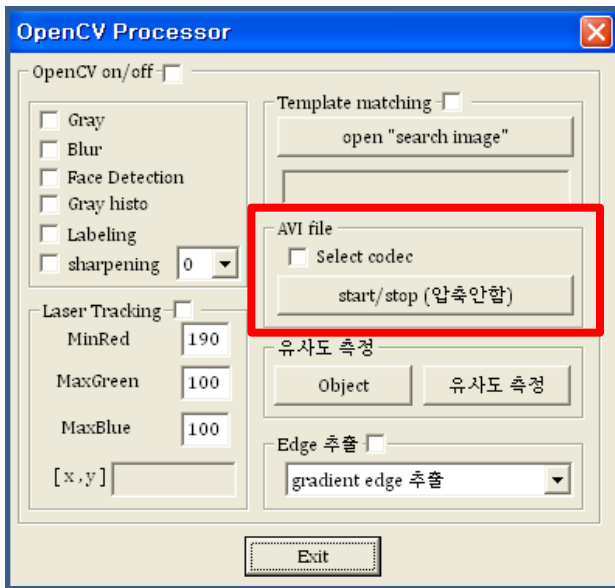 OpenCV Processor
OpenCV on/off
Gray
Blur
Face Detection
Gray histo
Labeling
sharpening 0
Laser Tracking
MinRed 190
MaxGreen 100
MaxBlue 100
[x,y]
Template matching
open "search image"
AVI file
Select codec
start/stop (압축안함)
유사도 측정
Object 유사도 측정
Edge 추출
gradient edge 추출
Exit